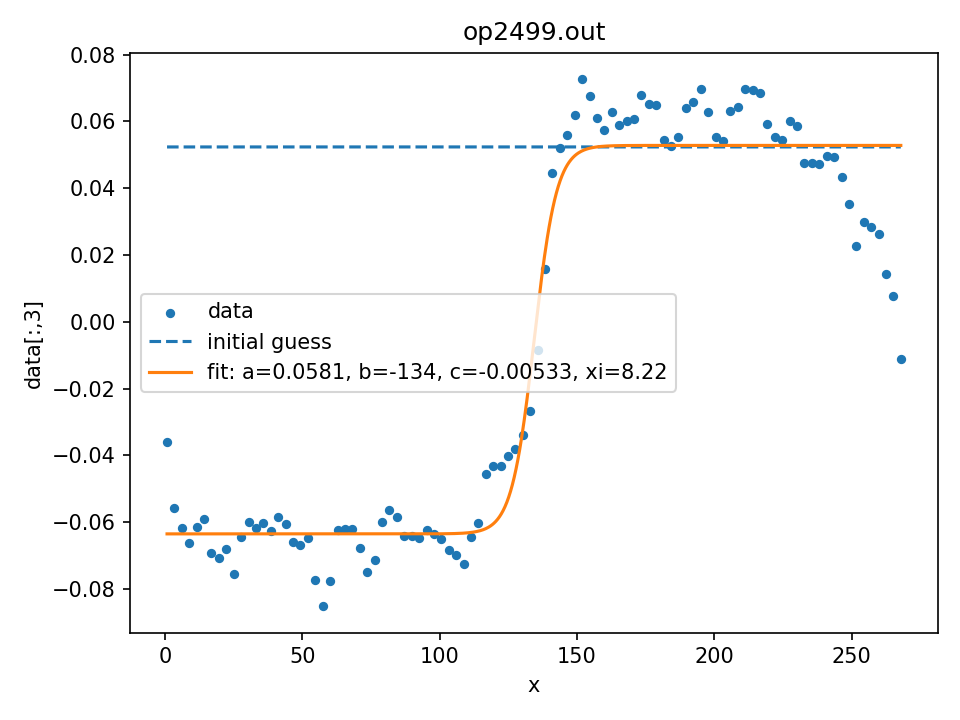 op2499.out
0.08
0.06
0.04
0.02
0.00
−0.02
−0.04
−0.06
−0.08
data[:,3]
data
initial guess
fit: a=0.0581, b=-134, c=-0.00533, xi=8.22
0 50 100 150 200 250
x